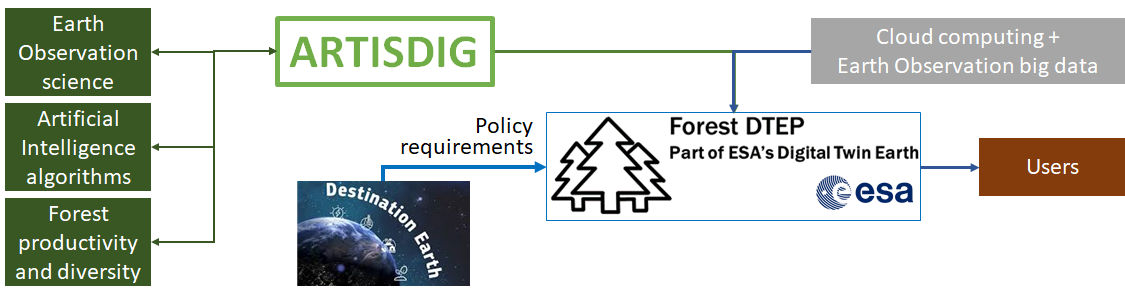 Earth
Observation
science
ARTISDIG
Cloud computing +
Earth Observation big data
Artificial
Intelligence
algorithms
Policy
requirements
Forest DTEP
Part of ESA's Digital Twin Earth
esa
Users
Forest
productivity
and diversity
Destination Earth